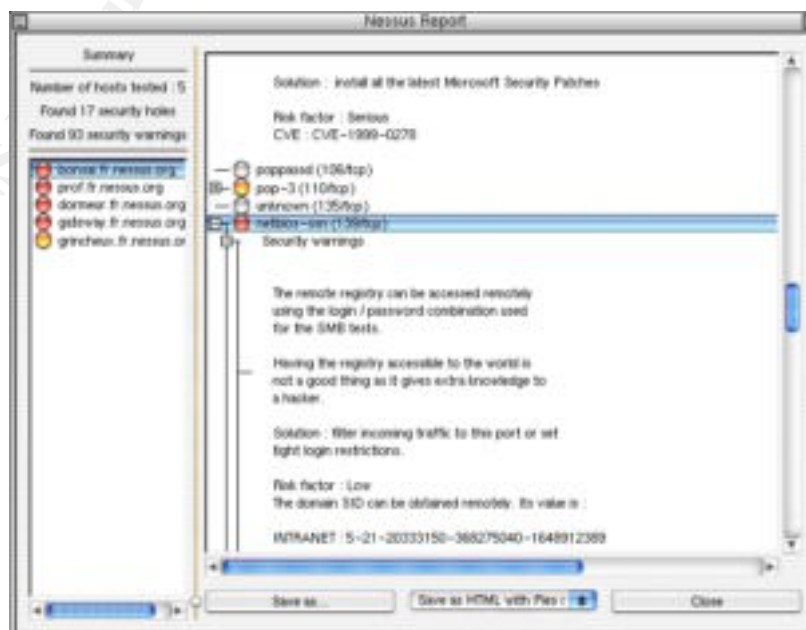 Nessus Report
Summary
Number of hosts tested : 5
Found 17 security holes
Found 93 security warnings
bonsai.fr.nessus.org
prof.fr.nessus.org
dormeur.fr.nessus.org
gateway.fr.nessus.org
grincheux.fr.nessus.or
Solution : install all the latest Microsoft Security Patches
Risk factor : Serious
CVE : CVE-1999-0278
poppassd (106/tcp)
pop-3 (110/tcp)
unknown (135/tcp)
netbios-ssn (139/tcp)
Security warnings
The remote registry can be accessed remotely
using the login / password combination used
for the SMB tests.
Having the registry accessible to the world is
not a good thing as it gives extra knowledge to
a hacker.
Solution : filter incoming traffic to this port or set
tight login restrictions.
Risk factor : Low
The domain SID can be obtained remotely. Its value is :
INTRANET : 5-21-20333150-368275040-1648912389
Save as...
Save as HTML with Pies
Close